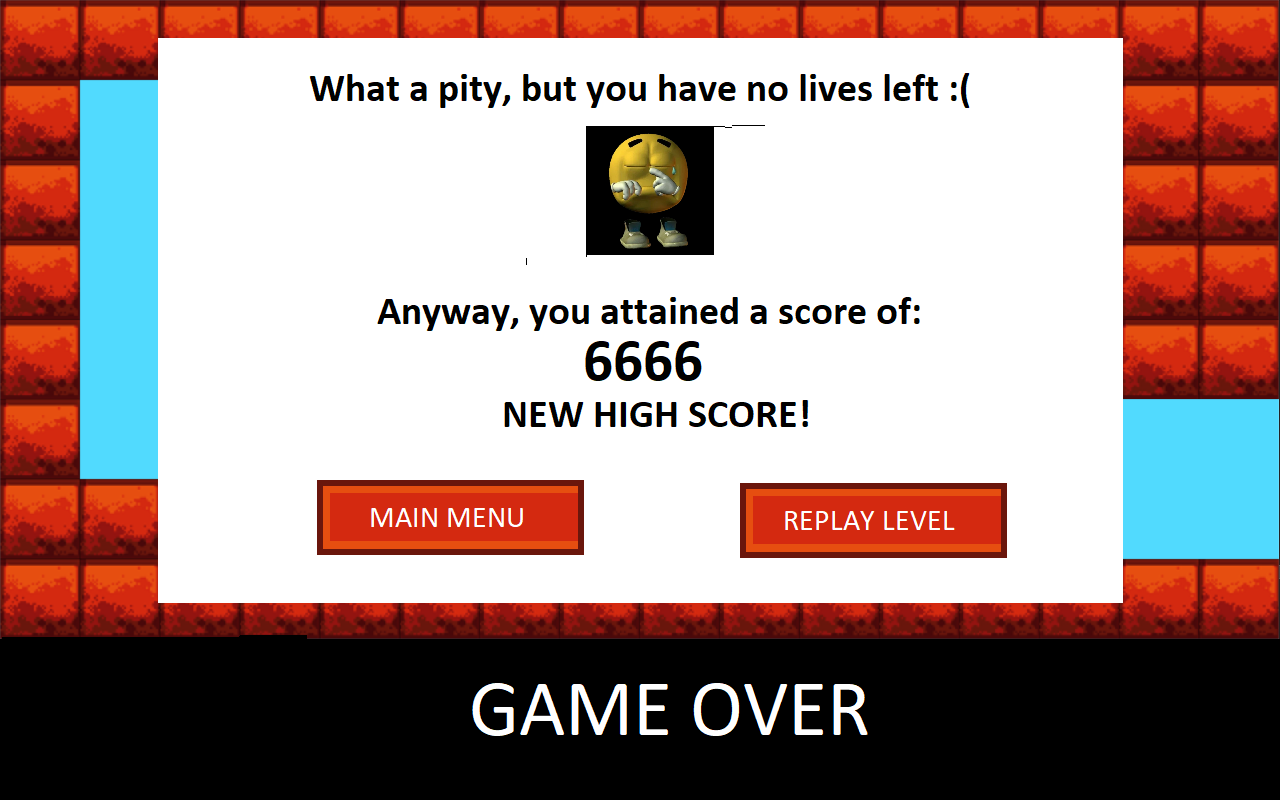 What a pity, but you have no lives left :(
Anyway, you attained a score of:
6666
NEW HIGH SCORE!
MAIN MENU
REPLAY LEVEL
GAME OVER